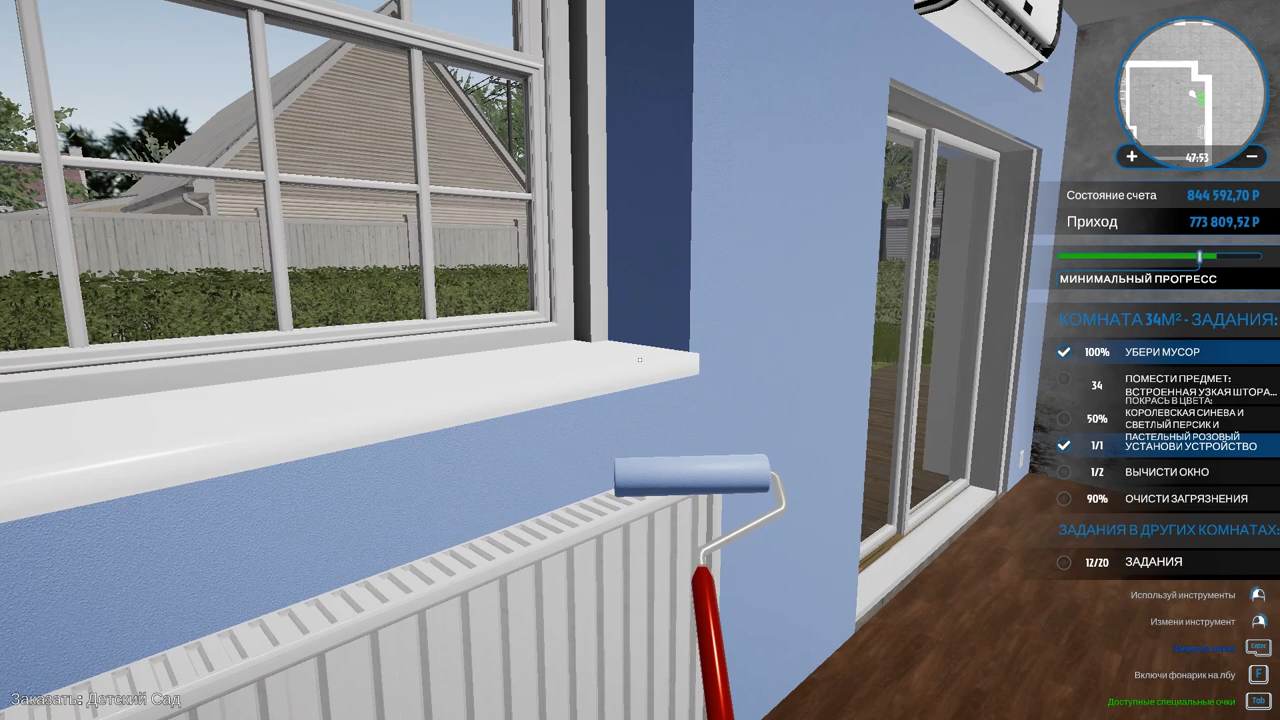 +
47:53
−
Состояние счета 844 592,70 Р
Приход 773 809,52 Р
МИНИМАЛЬНЫЙ ПРОГРЕСС
КОМНАТА 34М² - ЗАДАНИЯ:
100% УБЕРИ МУСОР
34 ПОМЕСТИ ПРЕДМЕТ:
ВСТРОЕННАЯ УЗКАЯ ШТОРА...
ПОКРАСЬ В ЦВЕТА:
50% КОРОЛЕВСКАЯ СИНЕВА И
СВЕТЛЫЙ ПЕРСИК И
ПАСТЕЛЬНЫЙ РОЗОВЫЙ
1/1 УСТАНОВИ УСТРОЙСТВО
1/2 ВЫЧИСТИ ОКНО
90% ОЧИСТИ ЗАГРЯЗНЕНИЯ
ЗАДАНИЯ В ДРУГИХ КОМНАТАХ:
12/20 ЗАДАНИЯ
Используй инструменты
Измени инструмент
Enter
Включи фонарик на лбу F
Доступные специальные очки Tab
Заказать: Детский Сад